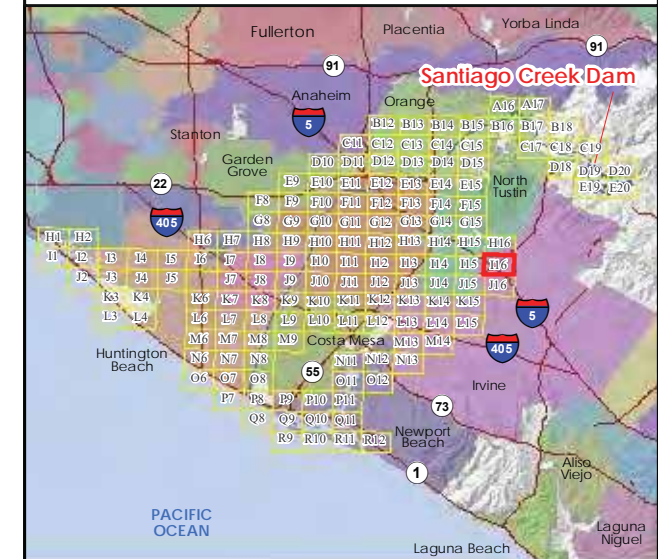 Yorba Linda
Fullerton
Placentia
91
91
Santiago Creek Dam
Anaheim
Orange
A16 A17
5
B12 B13 B14 B15 B16 B17 B18
Stanton
C11 C12 C13 C14 C15 C17 C18 C19
Garden
Grove
D10 D11 D12 D13 D14 D15 D18 D19 D20
22
E9 E10 E11 E12 E13 E14 E15 E19 E20
North
Tustin
F8 F9 F10 F11 F12 F13 F14 F15
405
G8 G9 G10 G11 G12 G13 G14 G15
H1 H2 H6 H7 H8 H9 H10 H11 H12 H13 H14 H15 H16
I1 I2 I3 I4 I5 I6 I7 I8 I9 I10 I11 I12 I13 I14 I15 I16
J2 J3 J4 J5 J7 J8 J9 J10 J11 J12 J13 J14 J15 J16
K3 K4 K6 K7 K8 K9 K10 K11 K12 K13 K14 K15
5
L3 L4 L6 L7 L8 L9 L10 L11 L12 L13 L14 L15
M6 M7 M8 M9 Costa Mesa M13 M14
405
Huntington
Beach
N6 N7 N8 N11 N12 N13
O6 O7 O8 55 O11 O12
Irvine
P7 P8 P9 P10 P11
73
Q8 Q9 Q10 Q11
R9 R10 R11 R12
Newport
Beach
1
Aliso
Viejo
PACIFIC
OCEAN
Laguna
Niguel
Laguna Beach